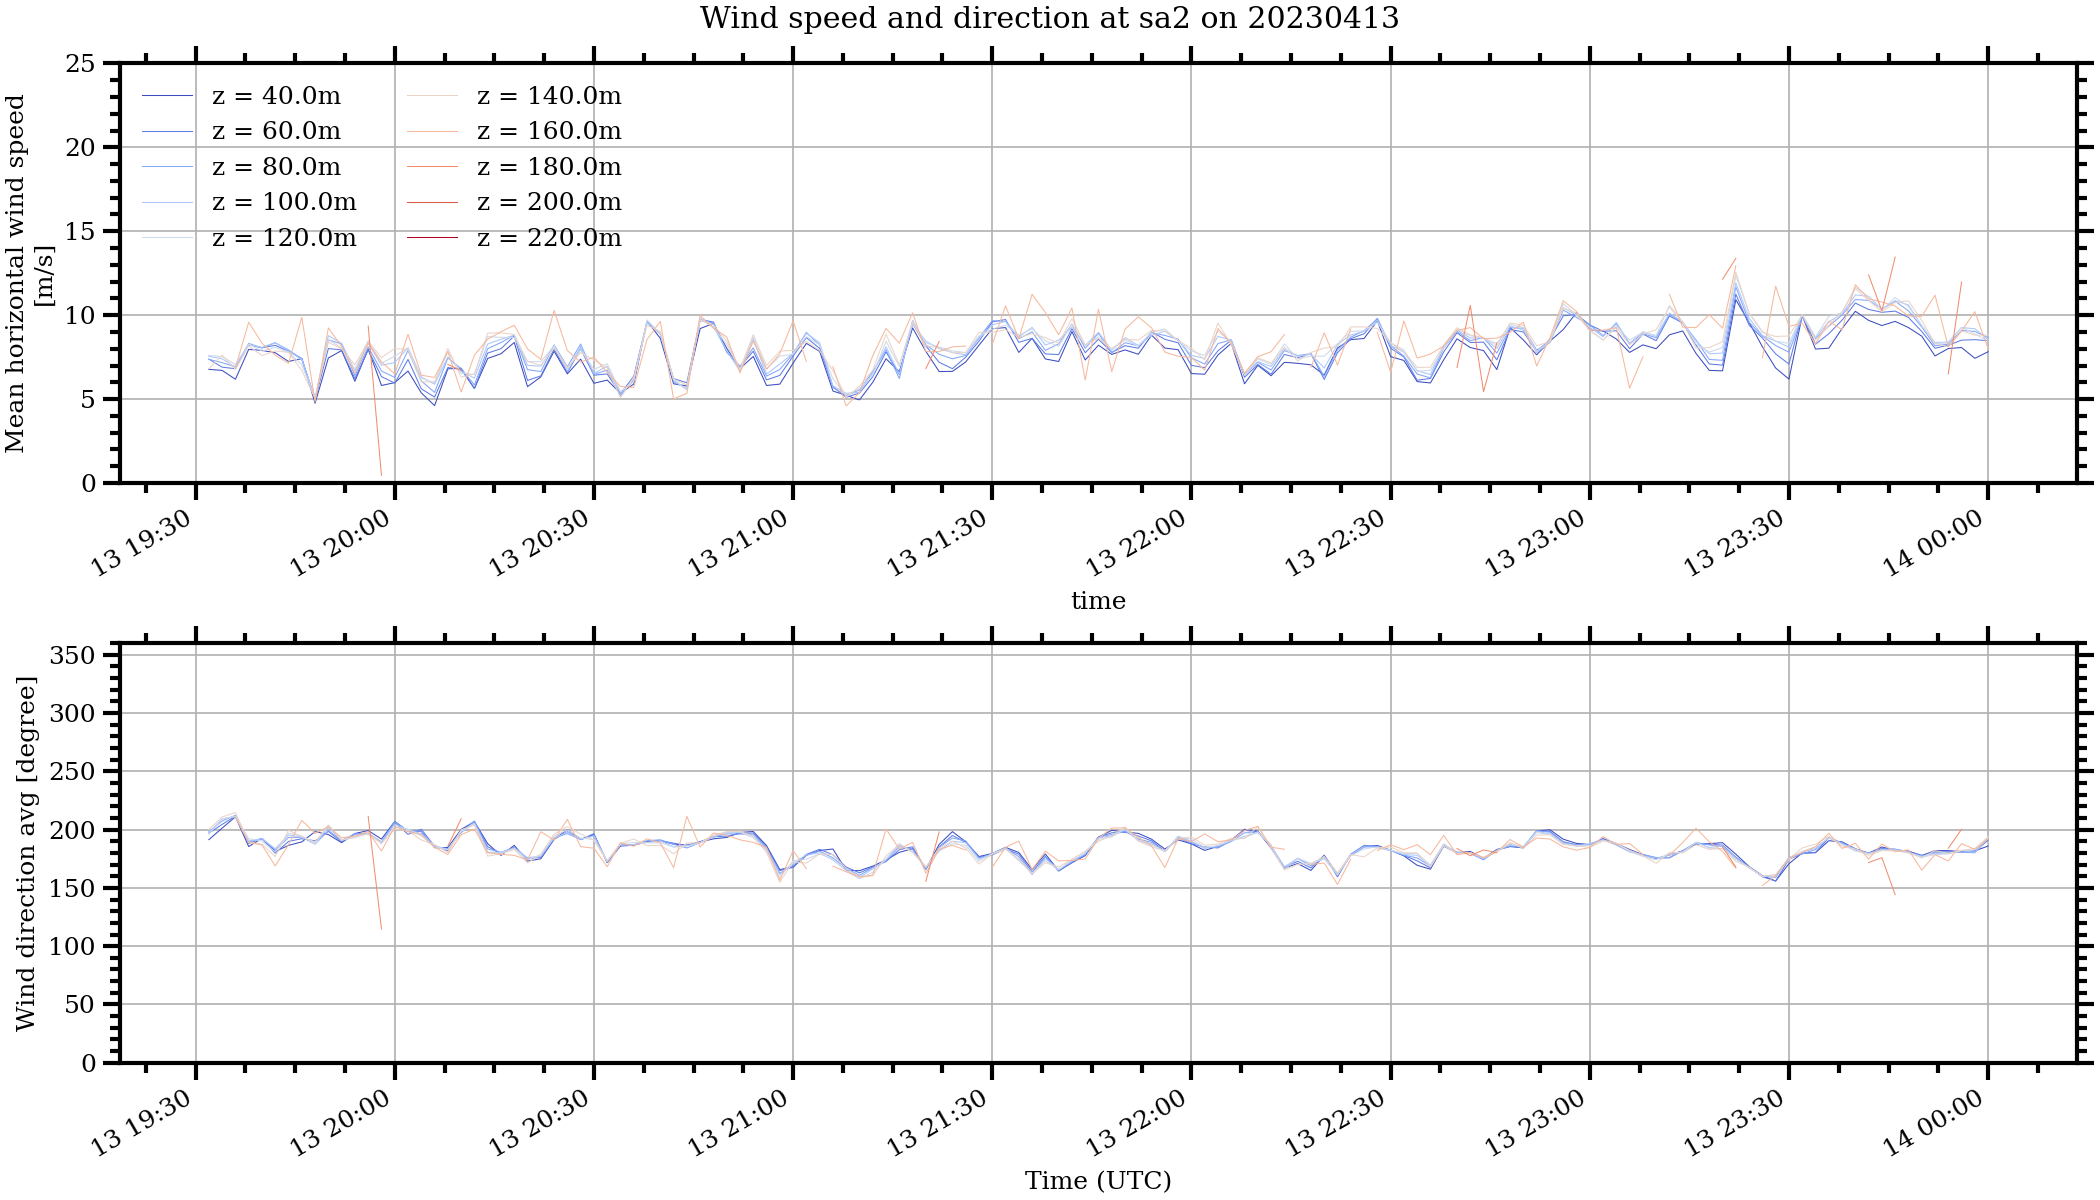 Wind speed and direction at sa2 on 20230413
Mean horizontal wind speed
[m/s]
25
20
15
10
5
0
z = 40.0m
z = 60.0m
z = 80.0m
z = 100.0m
z = 120.0m
z = 140.0m
z = 160.0m
z = 180.0m
z = 200.0m
z = 220.0m
13 19:30
13 20:00
13 20:30
13 21:00
13 21:30
13 22:00
13 22:30
13 23:00
13 23:30
14 00:00
time
Wind direction avg [degree]
350
300
250
200
150
100
50
0
13 19:30
13 20:00
13 20:30
13 21:00
13 21:30
13 22:00
13 22:30
13 23:00
13 23:30
14 00:00
Time (UTC)